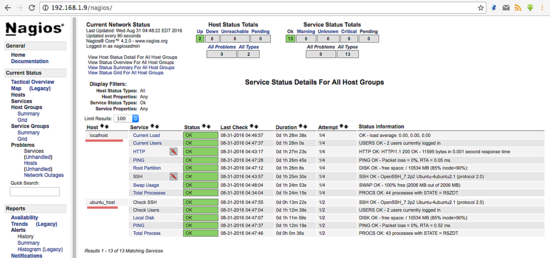 192.168.1.9/nagios/
Nagios®
General
Home
Documentation
Current Status
Tactical Overview
Map (Legacy)
Hosts
Services
Host Groups
Summary
Grid
Service Groups
Summary
Grid
Problems
Services
(Unhandled)
Hosts
(Unhandled)
Network Outages
Quick Search:
Reports
Availability
Trends (Legacy)
Alerts
History
Summary
Histogram (Legacy)
Notifications
Current Network Status
Last Updated: Wed Aug 31 04:48:22 EDT 2016
Updated every 90 seconds
Nagios® Core™ 4.2.0 - www.nagios.org
Logged in as nagiosadmin
View Host Status Detail For All Host Groups
View Status Overview For All Host Groups
View Status Summary For All Host Groups
View Status Grid For All Host Groups
Host Status Totals
Up Down Unreachable Pending
2 0 0 0
All Problems All Types
0 2
Service Status Totals
Ok Warning Unknown Critical Pending
13 0 0 0 0
All Problems All Types
0 13
Display Filters:
Host Status Types: All
Host Properties: Any
Service Status Types: Ok
Service Properties: Any
Service Status Details For All Host Groups
Limit Results: 100
Host Service Status Last Check Duration Attempt Status Information
localhost Current Load OK 08-31-2016 04:46:57 0d 1h 28m 38s 1/4 OK - load average: 0.00, 0.00, 0.00
Current Users OK 08-31-2016 04:47:37 0d 1h 28m 0s 1/4 USERS OK - 2 users currently logged in
HTTP OK 08-31-2016 04:43:17 0d 0h 27m 23s 1/4 HTTP OK: HTTP/1.1 200 OK - 11595 bytes in 0.001 second response time
PING OK 08-31-2016 04:47:28 0d 1h 26m 45s 1/4 PING OK - Packet loss = 0%, RTA = 0.05 ms
Root Partition OK 08-31-2016 04:47:12 0d 1h 26m 8s 1/4 DISK OK - free space: / 10534 MB (85% inode=90%):
SSH OK 08-31-2016 04:43:57 0d 1h 25m 30s 1/4 SSH OK - OpenSSH_7.2p2 Ubuntu-4ubuntu2.1 (protocol 2.0)
Swap Usage OK 08-31-2016 04:48:04 0d 1h 24m 53s 1/4 SWAP OK - 100% free (2006 MB out of 2006 MB)
Total Processes OK 08-31-2016 04:34:04 0d 1h 24m 15s 1/4 PROCS OK: 44 processes with STATE = RSZDT
ubuntu_host Check SSH OK 08-31-2016 04:47:55 0d 1h 13m 22s 1/2 SSH OK - OpenSSH_7.2p2 Ubuntu-4ubuntu2.1 (protocol 2.0)
Check Users OK 08-31-2016 04:47:00 0d 1h 12m 38s 1/2 USERS OK - 2 users currently logged in
Local Disk OK 08-31-2016 04:47:07 0d 1h 11m 59s 1/2 DISK OK - free space: / 10534 MB (85% inode=90%):
PING OK 08-31-2016 04:47:37 0d 1h 12m 19s 1/2 PING OK - Packet loss = 0%, RTA = 0.92 ms
Total Process OK 08-31-2016 04:47:46 0d 0h 0m 36s 1/2 PROCS OK: 43 processes with STATE = RSZDT
Results 1 - 13 of 13 Matching Services